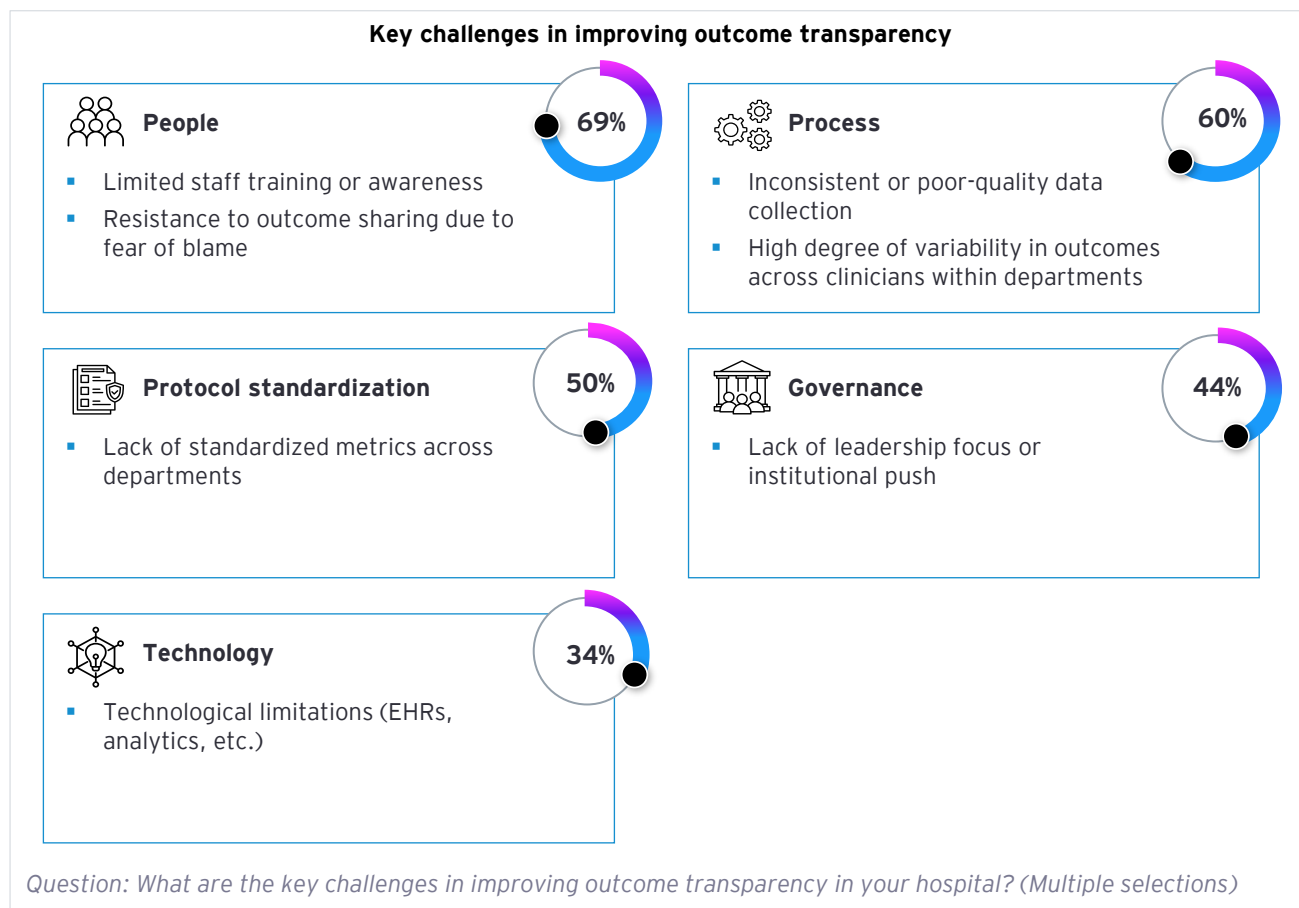 Key challenges in improving outcome transparency
People
69%
▪ Limited staff training or awareness
▪ Resistance to outcome sharing due to
fear of blame
Process
60%
▪ Inconsistent or poor-quality data
collection
▪ High degree of variability in outcomes
across clinicians within departments
Protocol standardization
50%
▪ Lack of standardized metrics across
departments
Governance
44%
▪ Lack of leadership focus or
institutional push
Technology
34%
▪ Technological limitations (EHRs,
analytics, etc.)
Question: What are the key challenges in improving outcome transparency in your hospital? (Multiple selections)